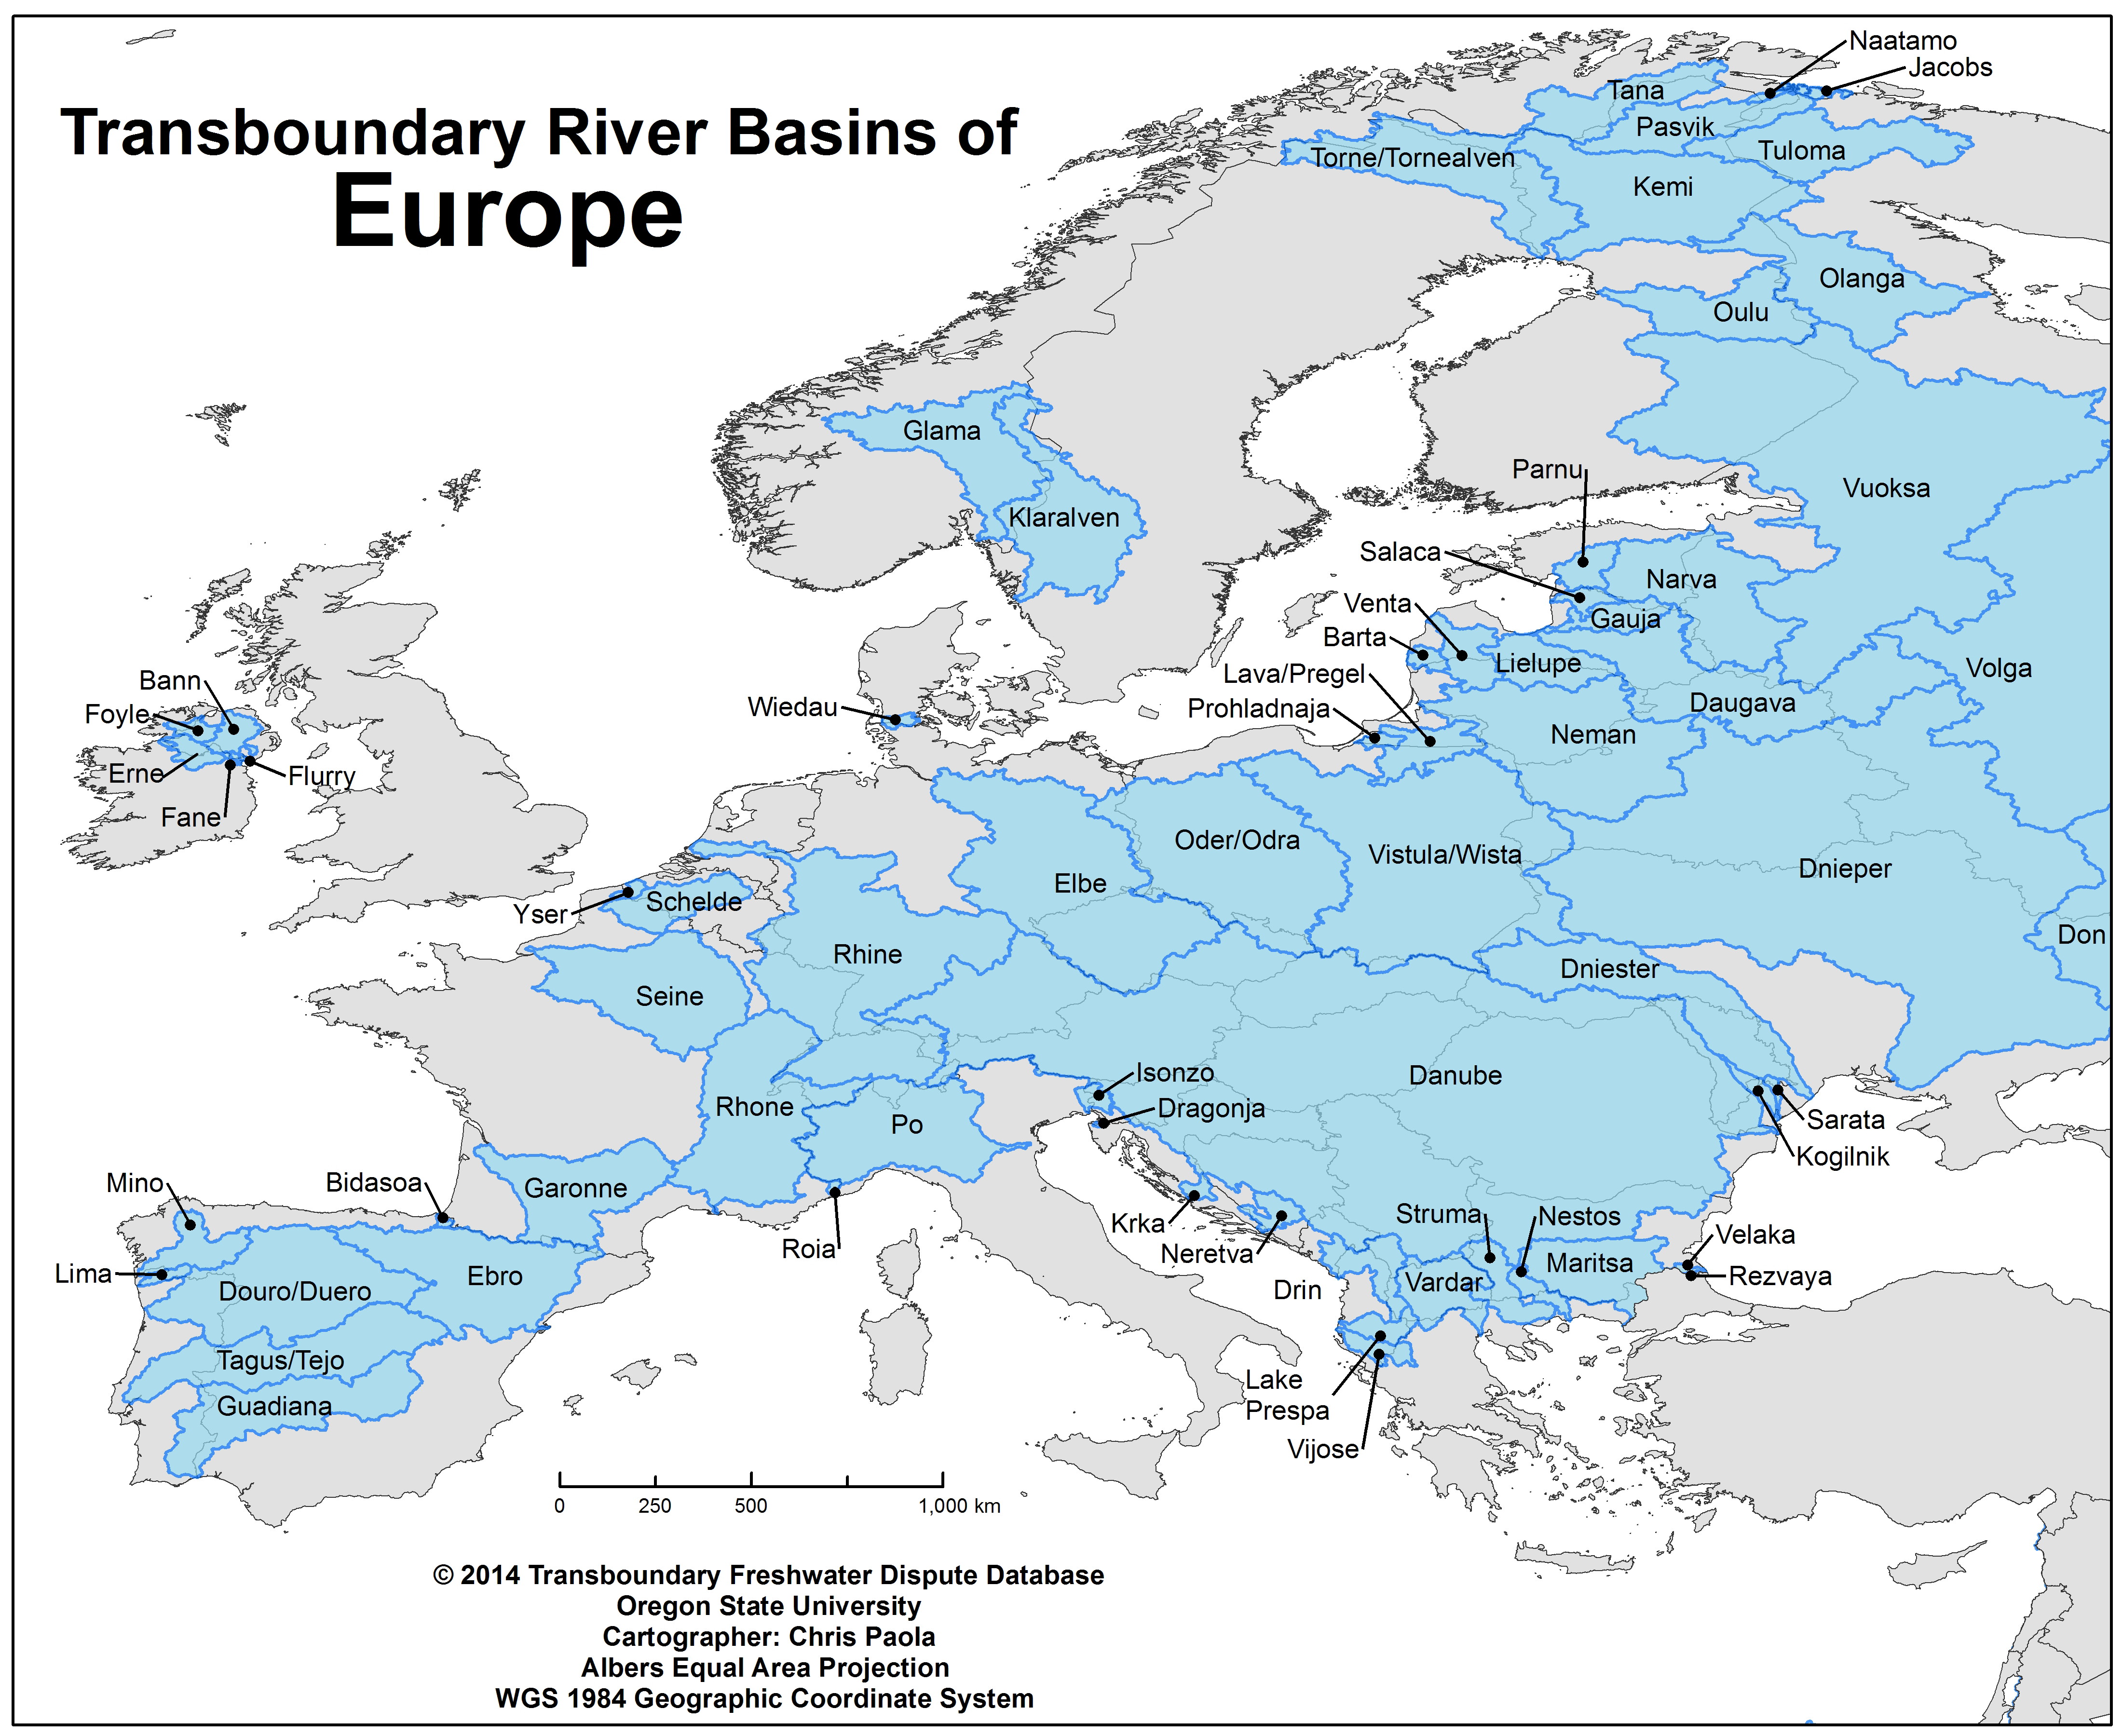 Transboundary River Basins of
Europe
Naatamo
Jacobs
Tana
Pasvik
Tuloma
Torne/Tornealven
Kemi
Olanga
Oulu
Glama
Klaralven
Parnu
Vuoksa
Salaca
Narva
Venta
Gauja
Barta
Lielupe
Volga
Lava/Pregel
Bann
Daugava
Wiedau
Prohladnaja
Foyle
Neman
Erne
Flurry
Fane
Oder/Odra
Vistula/Wista
Dnieper
Elbe
Schelde
Yser
Don
Rhine
Dniester
Seine
Isonzo
Danube
Rhone
Dragonja
Po
Sarata
Kogilnik
Mino
Bidasoa
Garonne
Krka
Struma
Nestos
Roia
Neretva
Velaka
Lima
Ebro
Maritsa
Rezvaya
Douro/Duero
Drin
Vardar
Tagus/Tejo
Lake
Prespa
Guadiana
Vijose
0 250 500 1,000 km
© 2014 Transboundary Freshwater Dispute Database
Oregon State University
Cartographer: Chris Paola
Albers Equal Area Projection
WGS 1984 Geographic Coordinate System